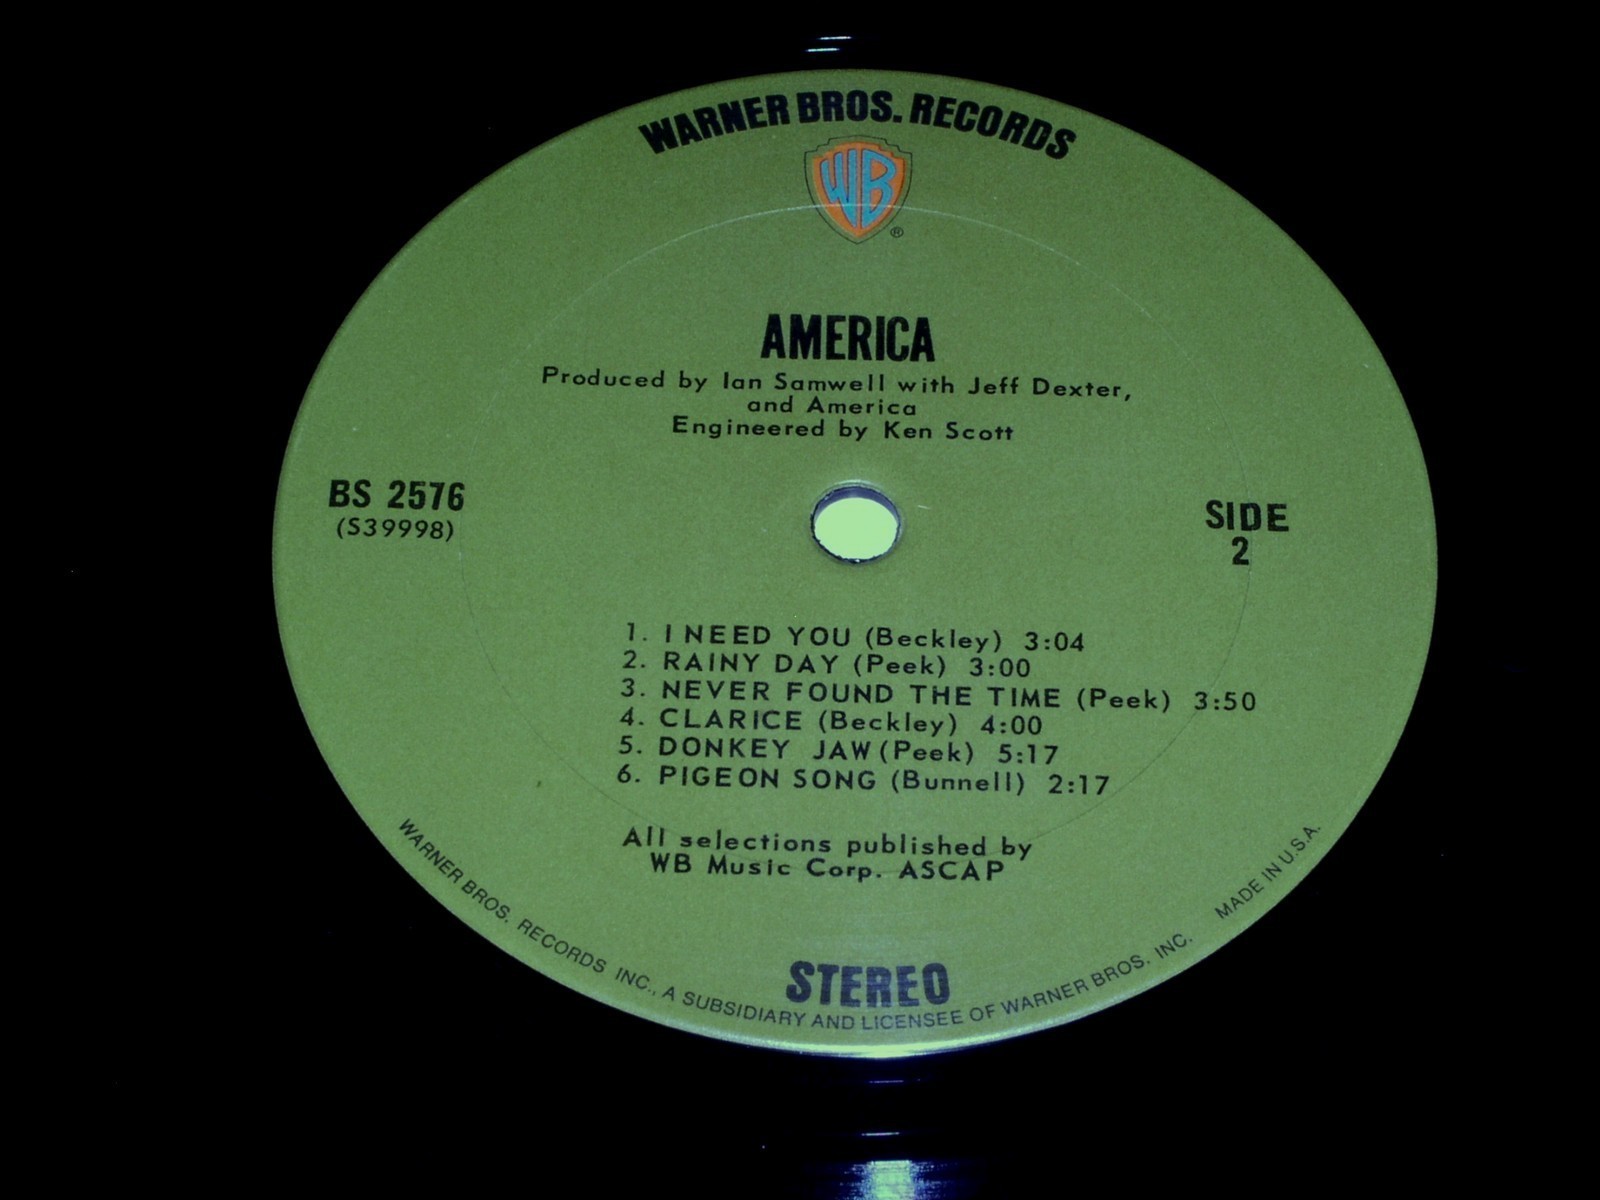 WARNER BROS. RECORDS
WB
®
AMERICA
Produced by Ian Samwell with Jeff Dexter,
and America
Engineered by Ken Scott
BS 2576
(S39998)
SIDE
2
1. I NEED YOU (Beckley) 3:04
2. RAINY DAY (Peek) 3:00
3. NEVER FOUND THE TIME (Peek) 3:50
4. CLARICE (Beckley) 4:00
5. DONKEY JAW (Peek) 5:17
6. PIGEON SONG (Bunnell) 2:17
All selections published by
WB Music Corp. ASCAP
STEREO
WARNER BROS. RECORDS INC., A SUBSIDIARY AND LICENSEE OF WARNER BROS. INC. MADE IN U.S.A.